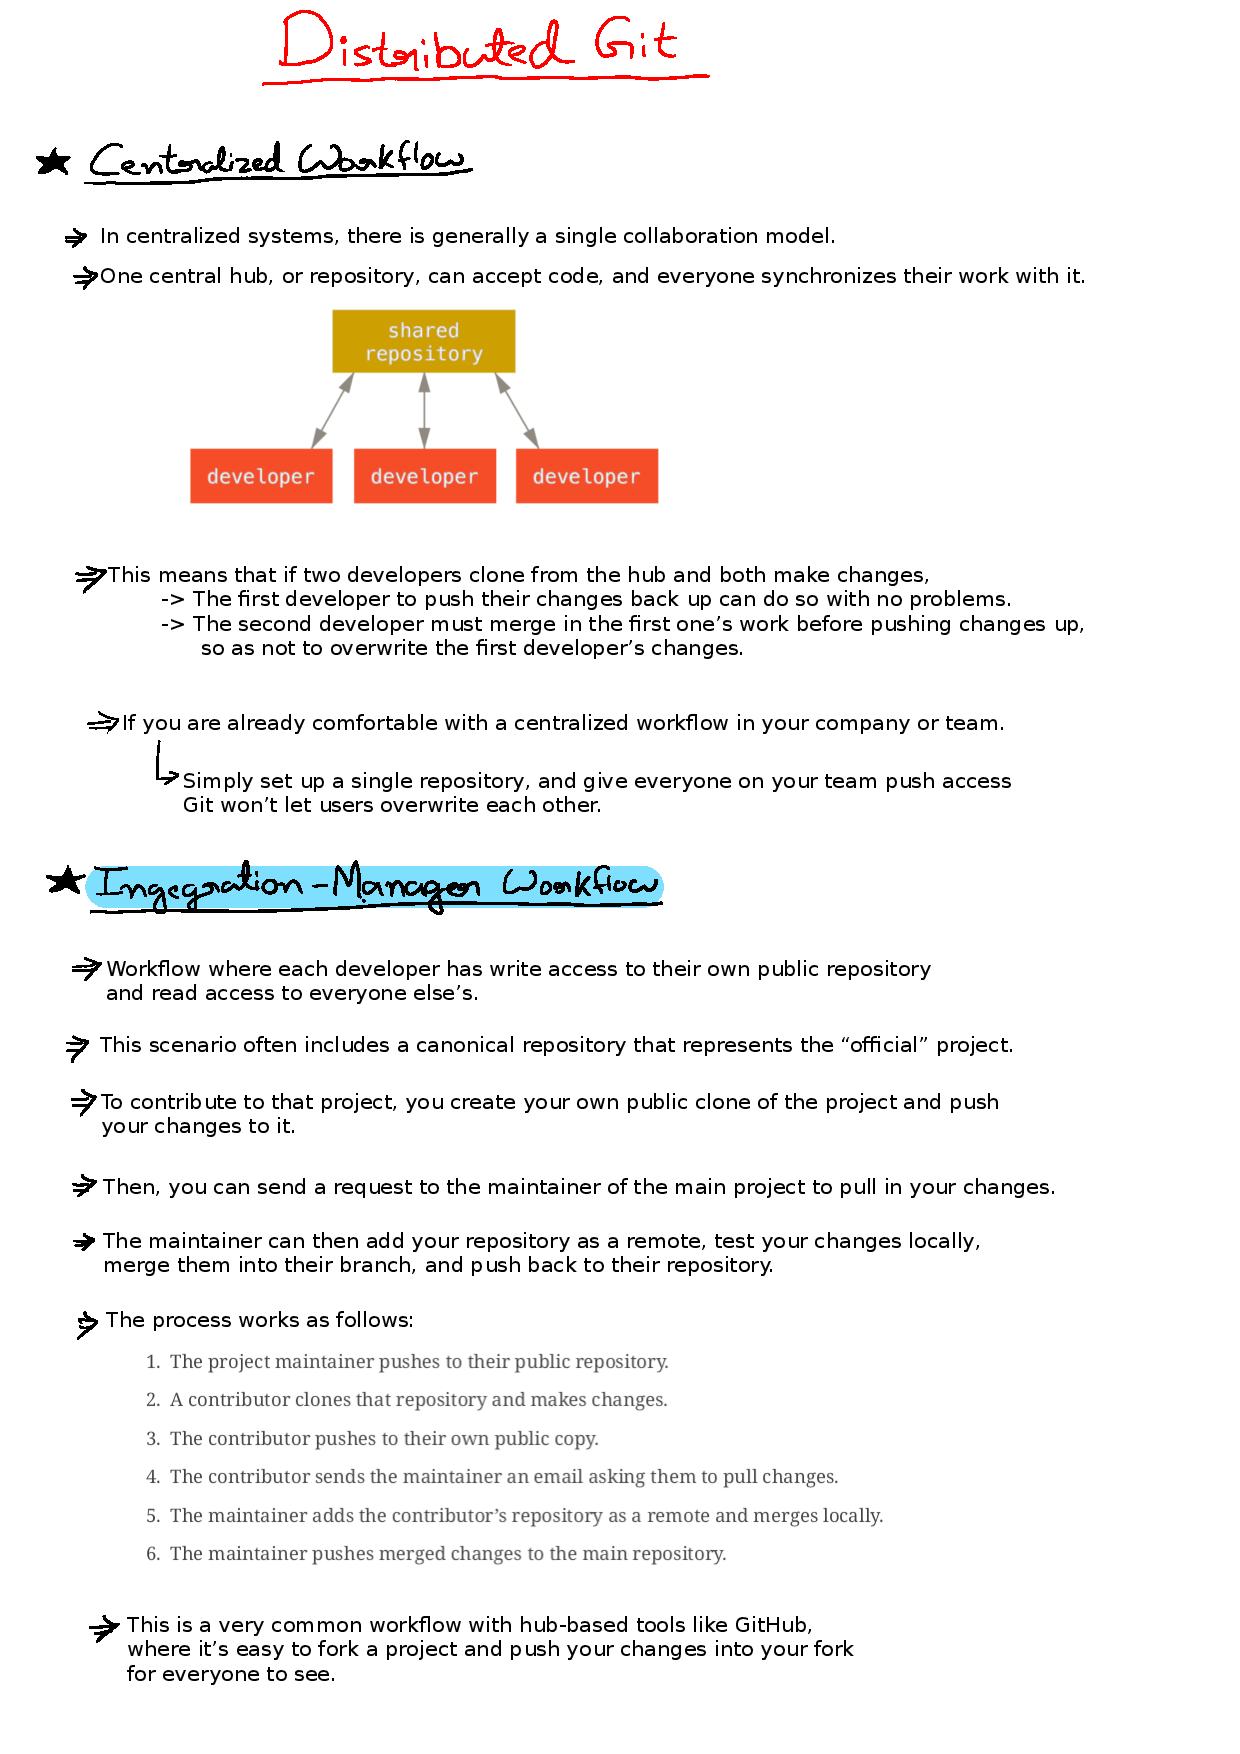 Distributed Git
★ Centralized Workflow
⇒ In centralized systems, there is generally a single collaboration model.
⇒ One central hub, or repository, can accept code, and everyone synchronizes their work with it.
shared
repository
developer developer developer
⇒ This means that if two developers clone from the hub and both make changes,
-> The first developer to push their changes back up can do so with no problems.
-> The second developer must merge in the first one’s work before pushing changes up,
so as not to overwrite the first developer’s changes.
⇒ If you are already comfortable with a centralized workflow in your company or team.
Simply set up a single repository, and give everyone on your team push access
Git won’t let users overwrite each other.
★ Ingegration-Manager Workflow
⇒ Workflow where each developer has write access to their own public repository
and read access to everyone else’s.
⇒ This scenario often includes a canonical repository that represents the “official” project.
⇒ To contribute to that project, you create your own public clone of the project and push
your changes to it.
⇒ Then, you can send a request to the maintainer of the main project to pull in your changes.
⇒ The maintainer can then add your repository as a remote, test your changes locally,
merge them into their branch, and push back to their repository.
⇒ The process works as follows:
1. The project maintainer pushes to their public repository.
2. A contributor clones that repository and makes changes.
3. The contributor pushes to their own public copy.
4. The contributor sends the maintainer an email asking them to pull changes.
5. The maintainer adds the contributor’s repository as a remote and merges locally.
6. The maintainer pushes merged changes to the main repository.
⇒ This is a very common workflow with hub-based tools like GitHub,
where it’s easy to fork a project and push your changes into your fork
for everyone to see.